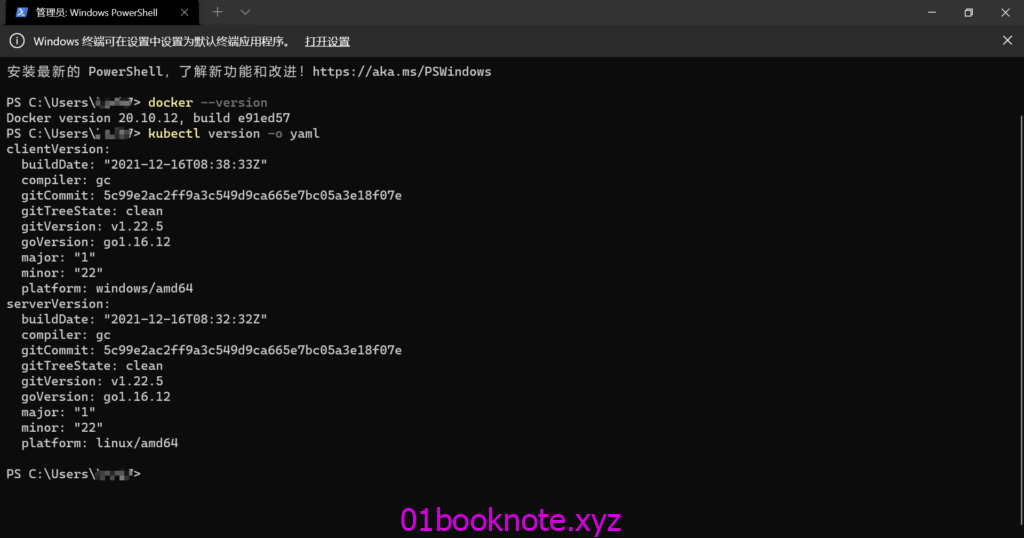 管理员: Windows PowerShell
Windows 终端可在设置中设置为默认终端应用程序。 打开设置
安装最新的 PowerShell，了解新功能和改进！https://aka.ms/PSWindows
PS C:\Users\ > docker --version
Docker version 20.10.12, build e91ed57
PS C:\Users\ > kubectl version -o yaml
clientVersion:
  buildDate: "2021-12-16T08:38:33Z"
  compiler: gc
  gitCommit: 5c99e2ac2ff9a3c549d9ca665e7bc05a3e18f07e
  gitTreeState: clean
  gitVersion: v1.22.5
  goVersion: go1.16.12
  major: "1"
  minor: "22"
  platform: windows/amd64
serverVersion:
  buildDate: "2021-12-16T08:32:32Z"
  compiler: gc
  gitCommit: 5c99e2ac2ff9a3c549d9ca665e7bc05a3e18f07e
  gitTreeState: clean
  gitVersion: v1.22.5
  goVersion: go1.16.12
  major: "1"
  minor: "22"
  platform: linux/amd64
PS C:\Users\ >
01booknote.xyz